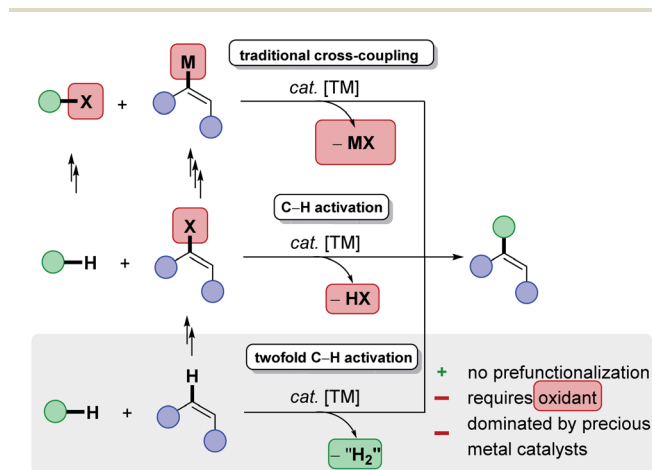 traditional cross-coupling
M
X
+
cat. [TM]
– MX
C–H activation
X
H
+
cat. [TM]
– HX
twofold C–H activation
H
H
+
cat. [TM]
– "H2"
+ no prefunctionalization
– requires oxidant
– dominated by precious
metal catalysts